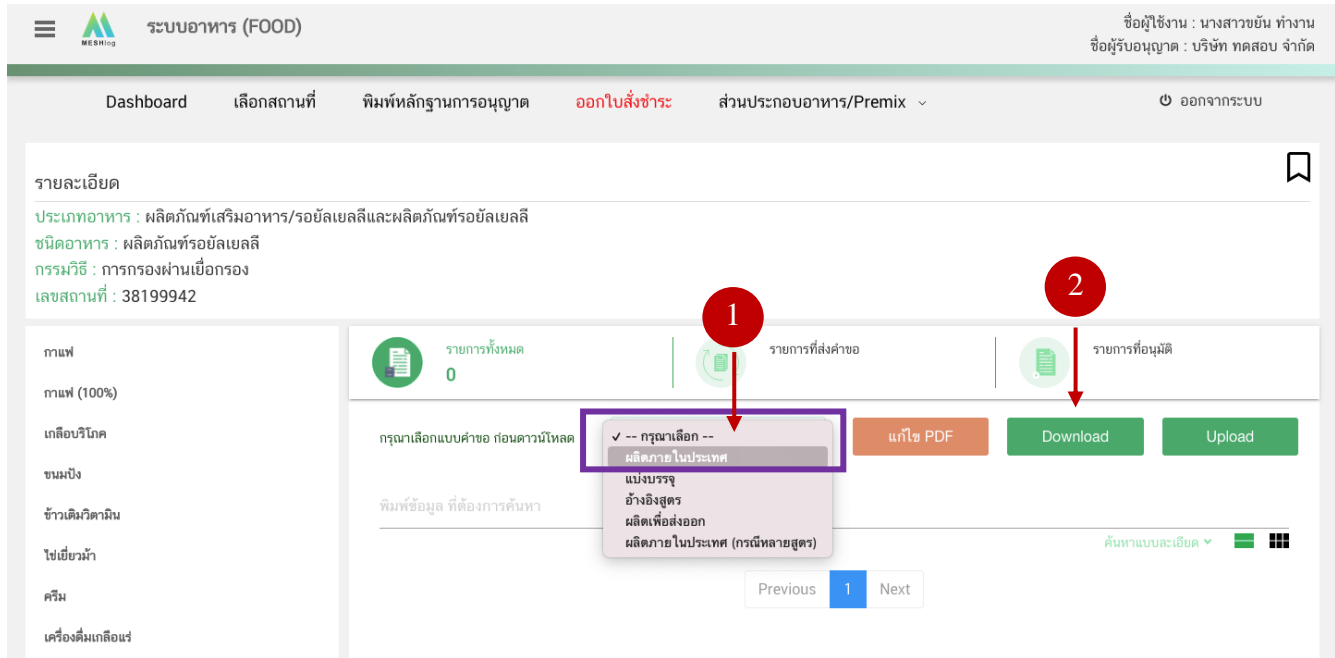 MESHlog
ระบบอาหาร (FOOD)
ชื่อผู้ใช้งาน : นางสาวขยัน ทำงาน
ชื่อผู้รับอนุญาต : บริษัท ทดสอบ จำกัด
Dashboard เลือกสถานที่ พิมพ์หลักฐานการอนุญาต ออกใบสั่งชำระ ส่วนประกอบอาหาร/Premix ออกจากระบบ
รายละเอียด
ประเภทอาหาร : ผลิตภัณฑ์เสริมอาหาร/รอยัลเยลลีและผลิตภัณฑ์รอยัลเยลลี
ชนิดอาหาร : ผลิตภัณฑ์รอยัลเยลลี
กรรมวิธี : การกรองผ่านเยื่อกรอง
เลขสถานที่ : 38199942
1
2
กาแฟ
กาแฟ (100%)
เกลือบริโภค
ขนมปัง
ข้าวเติมวิตามิน
ไข่เยี่ยวม้า
ครีม
เครื่องดื่มเกลือแร่
รายการทั้งหมด
0
รายการที่ส่งคำขอ
รายการที่อนุมัติ
กรุณาเลือกแบบคำขอ ก่อนดาวน์โหลด
✓ -- กรุณาเลือก --
ผลิตภายในประเทศ
แบ่งบรรจุ
อ้างอิงสูตร
ผลิตเพื่อส่งออก
ผลิตภายในประเทศ (กรณีหลายสูตร)
แก้ไข PDF Download Upload
พิมพ์ข้อมูล ที่ต้องการค้นหา
ค้นหาแบบละเอียด
Previous 1 Next